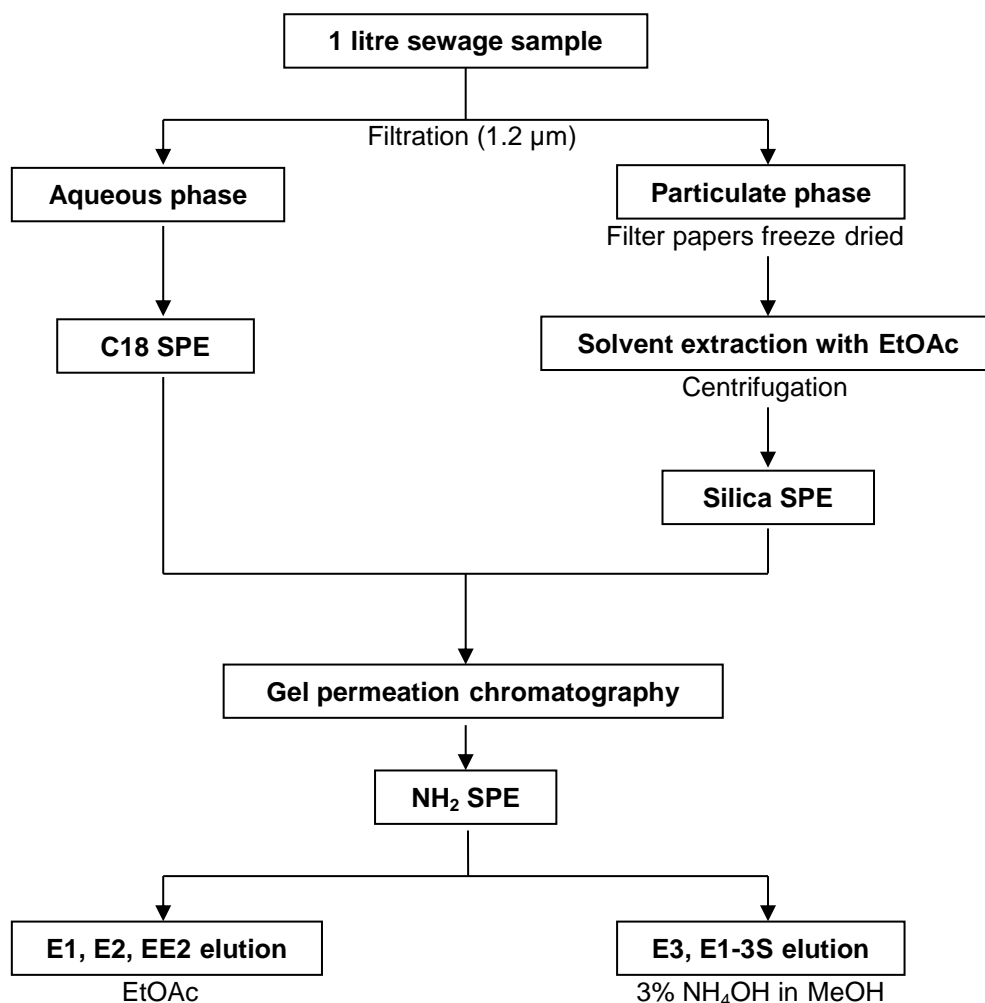 1 litre sewage sample
Filtration (1.2 µm)
Aqueous phase
Particulate phase
Filter papers freeze dried
C18 SPE
Solvent extraction with EtOAc
Centrifugation
Silica SPE
Gel permeation chromatography
NH₂ SPE
E1, E2, EE2 elution
EtOAc
E3, E1-3S elution
3% NH₄OH in MeOH